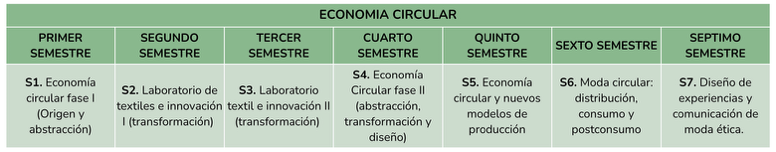 ECONOMIA CIRCULAR
PRIMER
SEMESTRE
SEGUNDO
SEMESTRE
TERCER
SEMESTRE
CUARTO
SEMESTRE
QUINTO
SEMESTRE
SEXTO SEMESTRE
SEPTIMO
SEMESTRE
S1. Economía
circular fase I
(Origen y
abstracción)
S2. Laboratorio de
textiles e innovación
I (transformación)
S3. Laboratorio
textil e innovación II
(transformación)
S4. Economía
Circular fase II
(abstracción,
transformación y
diseño)
S5. Economía
circular y nuevos
modelos de
producción
S6. Moda circular:
distribución,
consumo y
postconsumo
S7. Diseño de
experiencias y
comunicación de
moda ética.